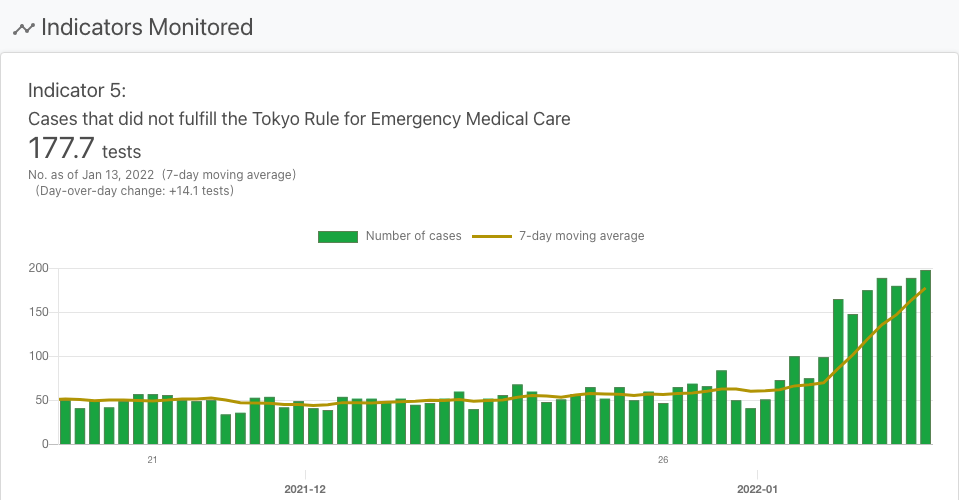 Indicators Monitored
Indicator 5:
Cases that did not fulfill the Tokyo Rule for Emergency Medical Care
177.7 tests
No. as of Jan 13, 2022 (7-day moving average)
(Day-over-day change: +14.1 tests)
Number of cases 7-day moving average
200
150
100
50
0
21 26
2021-12 2022-01